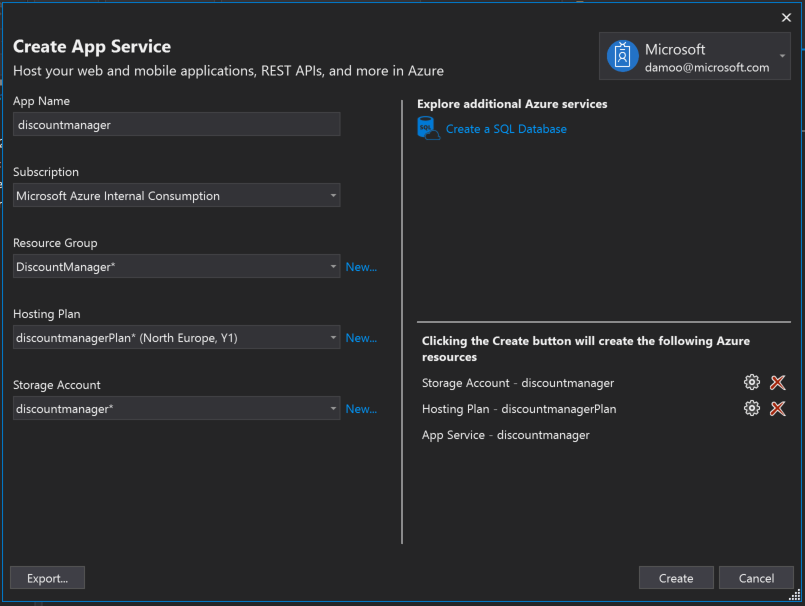 Create App Service
Host your web and mobile applications, REST APIs, and more in Azure
Microsoft
damoo@microsoft.com
App Name
discountmanager
Subscription
Microsoft Azure Internal Consumption
Resource Group
DiscountManager*
New...
Hosting Plan
discountmanagerPlan* (North Europe, Y1)
New...
Storage Account
discountmanager*
New...
Explore additional Azure services
SQL
Create a SQL Database
Clicking the Create button will create the following Azure
resources
Storage Account - discountmanager
Hosting Plan - discountmanagerPlan
App Service - discountmanager
Export...
Create
Cancel